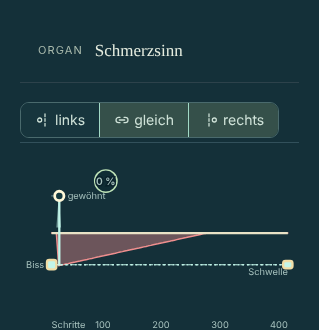 ORGAN Schmerzsinn
links gleich rechts
0 %
gewöhnt
Biss
Schwelle
Schritte 100 200 300 400